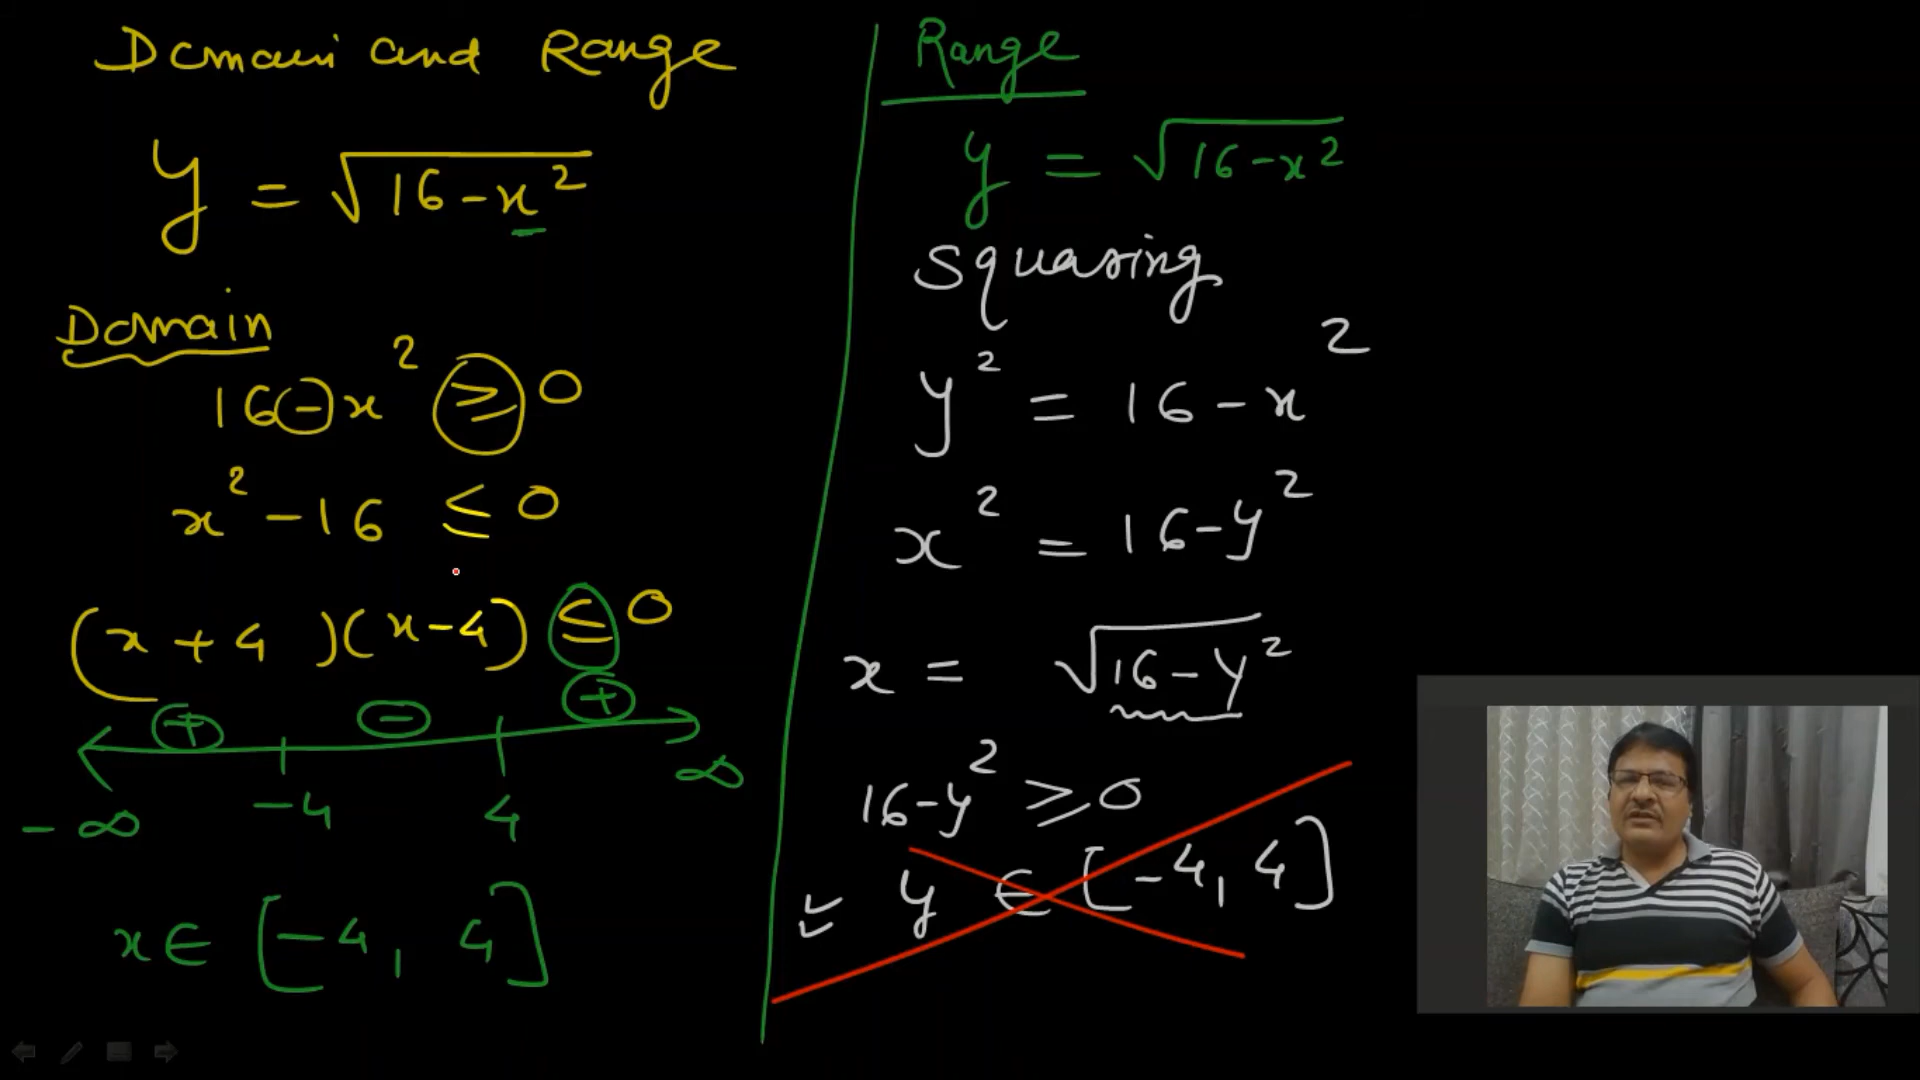 Domain and Range
y = √16-x²
Domain
16-x² ≥ 0
x² - 16 ≤ 0
(x + 4)(x - 4) ≤ 0
+ - +
-∞ -4 4 ∞
x ∈ [-4, 4]
Range
y = √16-x²
Squaring
y² = 16 - x²
x² = 16 - y²
x = √16 - y²
16-y² ≥ 0
y ∈ [-4, 4]